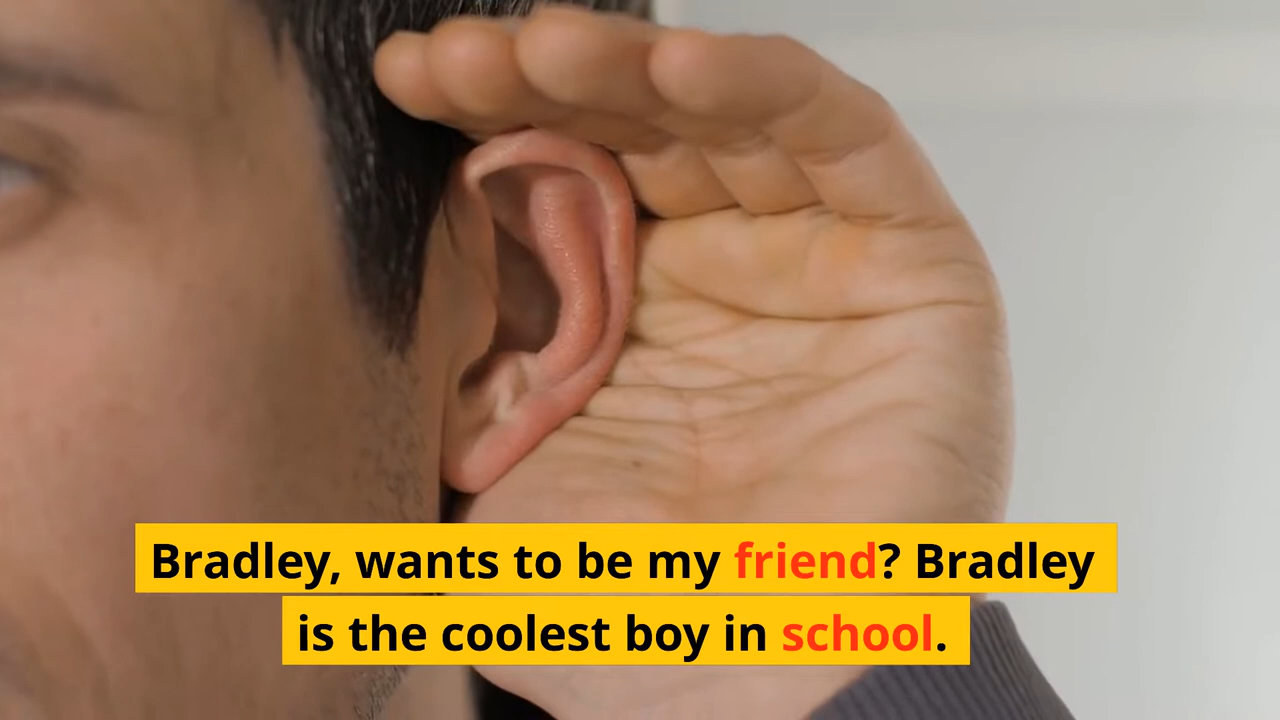 Bradley, wants to be my friend? Bradley
is the coolest boy in school.